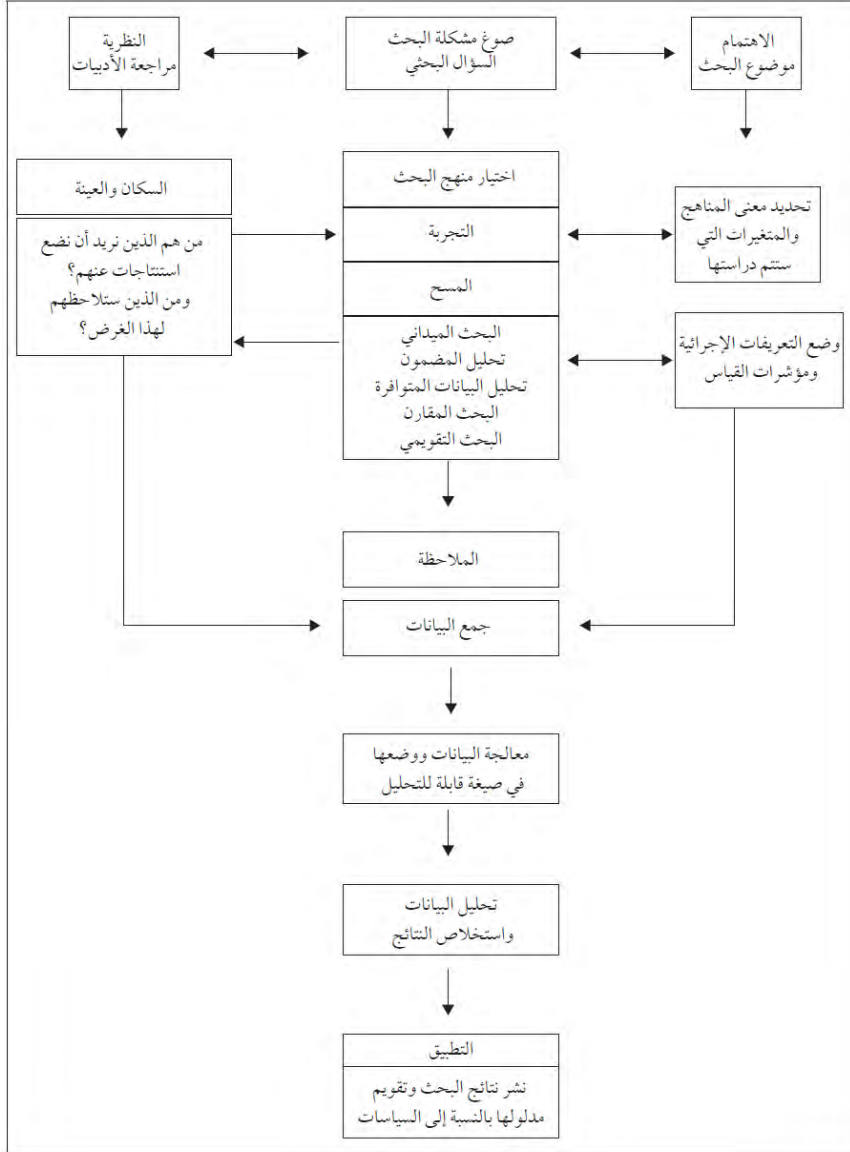 الاهتمام
موضوع البحث
صوغ مشكلة البحث
السؤال البحثي
النظرية
مراجعة الأدبيات
اختيار منهج البحث
التجربة
المسح
البحث الميداني
تحليل المضمون
تحليل البيانات المتوافرة
البحث المقارن
البحث التقويمي
تحديد معنى المناهج
والمتغيرات التي
ستتم دراستها
وضع التعريفات الإجرائية
ومؤشرات القياس
السكان والعينة
من هم الذين نريد أن نضع
استنتاجات عنهم؟
ومن الذين ستلاحظهم
لهذا الغرض؟
الملاحظة
جمع البيانات
معالجة البيانات ووضعها
في صيغة قابلة للتحليل
تحليل البيانات
واستخلاص النتائج
التطبيق
نشر نتائج البحث وتقويم
مدلولها بالنسبة إلى السياسات